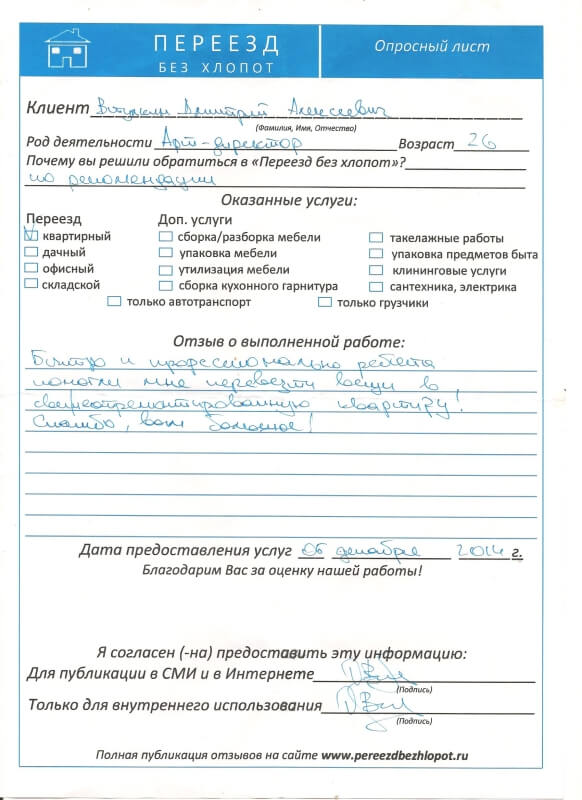 ПЕРЕЕЗД
БЕЗ ХЛОПОТ
Опросный лист
Клиент Дмитрий Алексеевич
(Фамилия, Имя, Отчество)
Род деятельности Арт-директор Возраст 26
Почему вы решили обратиться в «Переезд без хлопот»?
по рекомендации
Оказанные услуги:
Переезд Доп. услуги
квартирный сборка/разборка мебели такелажные работы
дачный упаковка мебели упаковка предметов быта
офисный утилизация мебели клининговые услуги
складской сборка кухонного гарнитура сантехника, электрика
только автотранспорт только грузчики
Отзыв о выполненной работе:
Быстро и профессионально ребята
помогли мне перевезти вещи в
свежеотремонтированную квартиру!
Спасибо, вам большое!
Дата предоставления услуг 06 декабря 2014 г.
Благодарим Вас за оценку нашей работы!
Я согласен (-на) предоставить эту информацию:
Для публикации в СМИ и в Интернете
(Подпись)
Только для внутреннего использования
(Подпись)
Полная публикация отзывов на сайте www.pereezdbezhlopot.ru